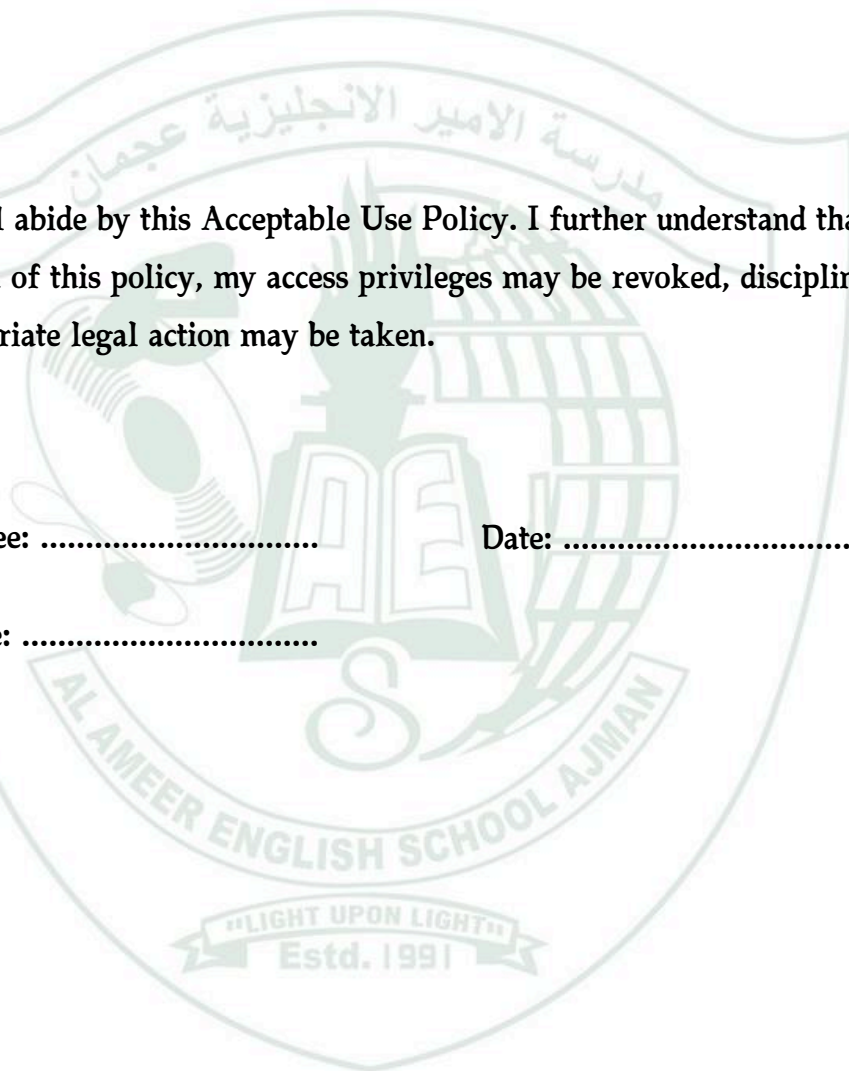 مدرسة الامير الانجليزية عجمان
l abide by this Acceptable Use Policy. I further understand tha
of this policy, my access privileges may be revoked, disciplin
riate legal action may be taken.
ee: ............................... Date: ................................
e: .................................
AE
S
AL AMEER ENGLISH SCHOOL AJMAN
"LIGHT UPON LIGHT"
Estd. 1991